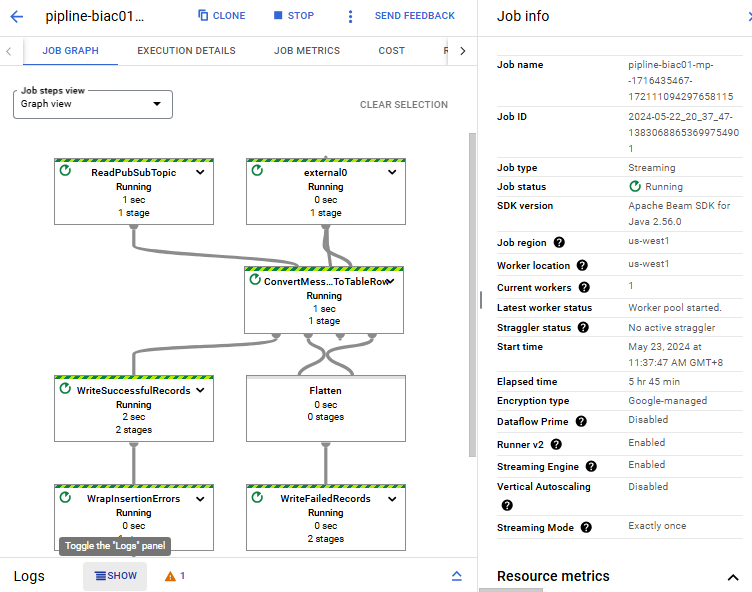 pipline-biac01...
CLONE
STOP
SEND FEEDBACK
JOB GRAPH
EXECUTION DETAILS
JOB METRICS
COST
Job steps view
Graph view
CLEAR SELECTION
ReadPubSubTopic
Running
1 sec
1 stage
external0
Running
0 sec
1 stage
ConvertMess...ToTableRow
Running
1 sec
1 stage
WriteSuccessfulRecords
Running
2 sec
2 stages
Flatten
0 sec
0 stages
WrapInsertionErrors
Running
0 sec
WriteFailedRecords
Running
0 sec
2 stages
Toggle the "Logs" panel
Logs
SHOW
1
Job info
Job name
pipline-biac01-mp-
-1716435467-
172111094297658115
Job ID
2024-05-22_20_37_47-
138306886536997549​0
1
Job type
Streaming
Job status
Running
SDK version
Apache Beam SDK for
Java 2.56.0
Job region
us-west1
Worker location
us-west1
Current workers
1
Latest worker status
Worker pool started.
Straggler status
No active straggler
Start time
May 23, 2024 at
11:37:47 AM GMT+8
Elapsed time
5 hr 45 min
Encryption type
Google-managed
Dataflow Prime
Disabled
Runner v2
Enabled
Streaming Engine
Enabled
Vertical Autoscaling
Disabled
Streaming Mode
Exactly once
Resource metrics